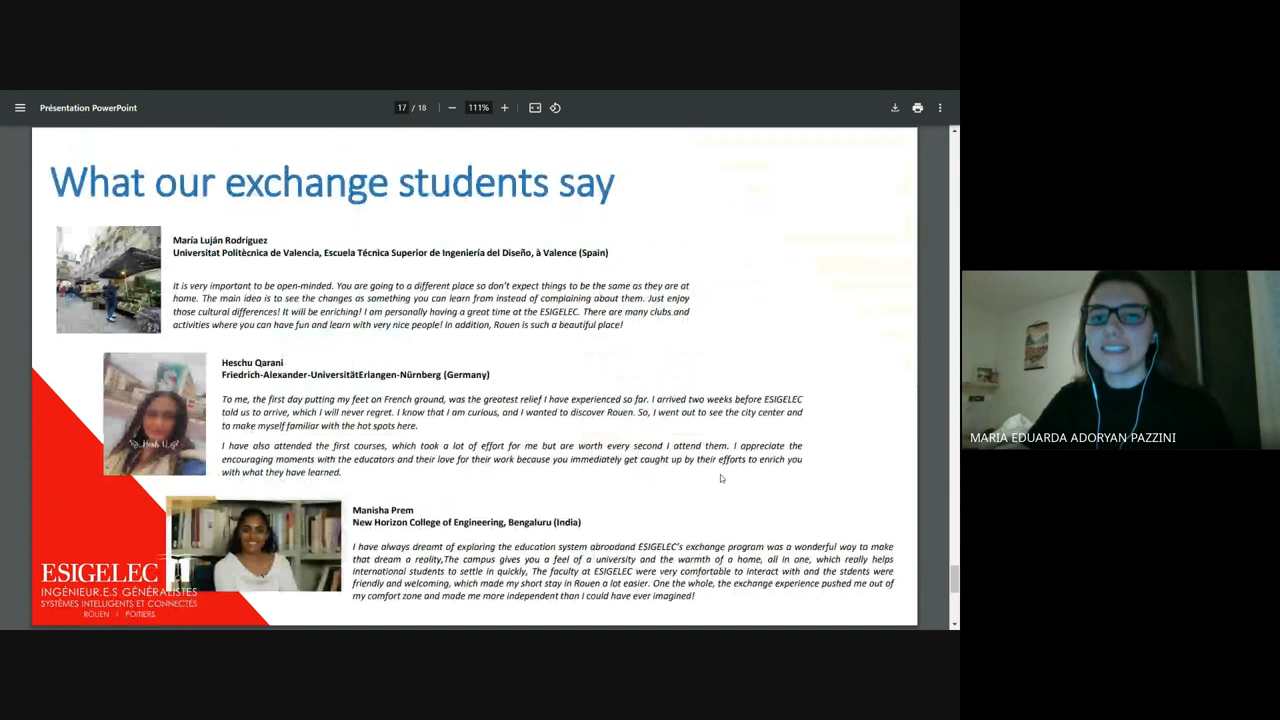 Présentation PowerPoint
17 / 18
111%
What our exchange students say
María Luján Rodríguez
Universitat Politècnica de Valencia, Escuela Técnica Superior de Ingeniería del Diseño, à Valence (Spain)
It is very important to be open-minded. You are going to a different place so don't expect things to be the same as they are at
home. The main idea is to see the changes as something you can learn from instead of complaining about them. Just enjoy
those cultural differences! It will be enriching! I am personally having a great time at the ESIGELEC. There are many clubs and
activities where you can have fun and learn with very nice people! In addition, Rouen is such a beautiful place!
Heschu Qarani
Friedrich-Alexander-UniversitätErlangen-Nürnberg (Germany)
To me, the first day putting my feet on French ground, was the greatest relief I have experienced so far. I arrived two weeks before ESIGELEC
told us to arrive, which I will never regret. I know that I am curious, and I wanted to discover Rouen. So, I went out to see the city center and
to make myself familiar with the hot spots here.
I have also attended the first courses, which took a lot of effort for me but are worth every second I attend them. I appreciate the
encouraging moments with the educators and their love for their work because you immediately get caught up by their efforts to enrich you
with what they have learned.
Manisha Prem
New Horizon College of Engineering, Bengaluru (India)
I have always dreamt of exploring the education system abroadand ESIGELEC's exchange program was a wonderful way to make
that dream a reality,The campus gives you a feel of a university and the warmth of a home, all in one, which really helps
international students to settle in quickly, The faculty at ESIGELEC were very comfortable to interact with and the stdents were
friendly and welcoming, which made my short stay in Rouen a lot easier. One the whole, the exchange experience pushed me out of
my comfort zone and made me more independent than I could have ever imagined!
ESIGELEC
INGÉNIEUR.E.S GÉNÉRALISTES
SYSTÈMES INTELLIGENTS ET CONNECTÉS
ROUEN | POITIERS
MARIA EDUARDA ADORYAN PAZZINI